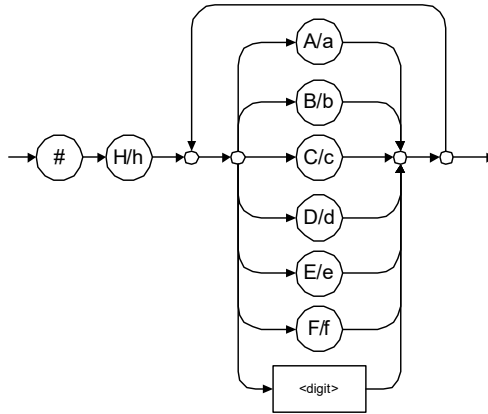 A/a
B/b
# H/h C/c
D/d
E/e
F/f
<digit>